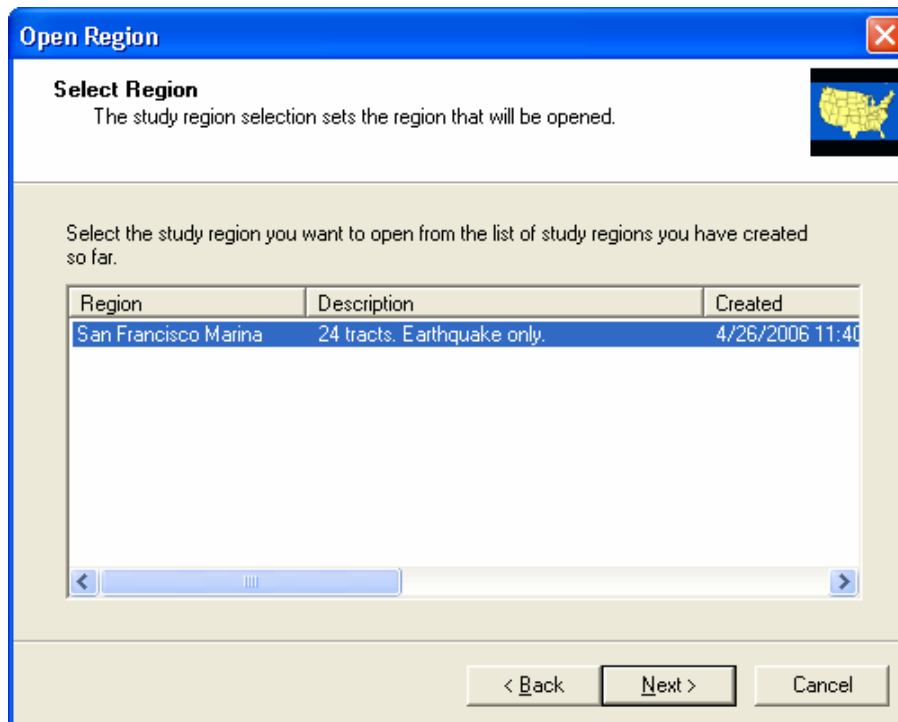 Open Region
Select Region
The study region selection sets the region that will be opened.
Select the study region you want to open from the list of study regions you have created
so far.
Region Description Created
San Francisco Marina 24 tracts. Earthquake only. 4/26/2006 11:40
< Back Next > Cancel